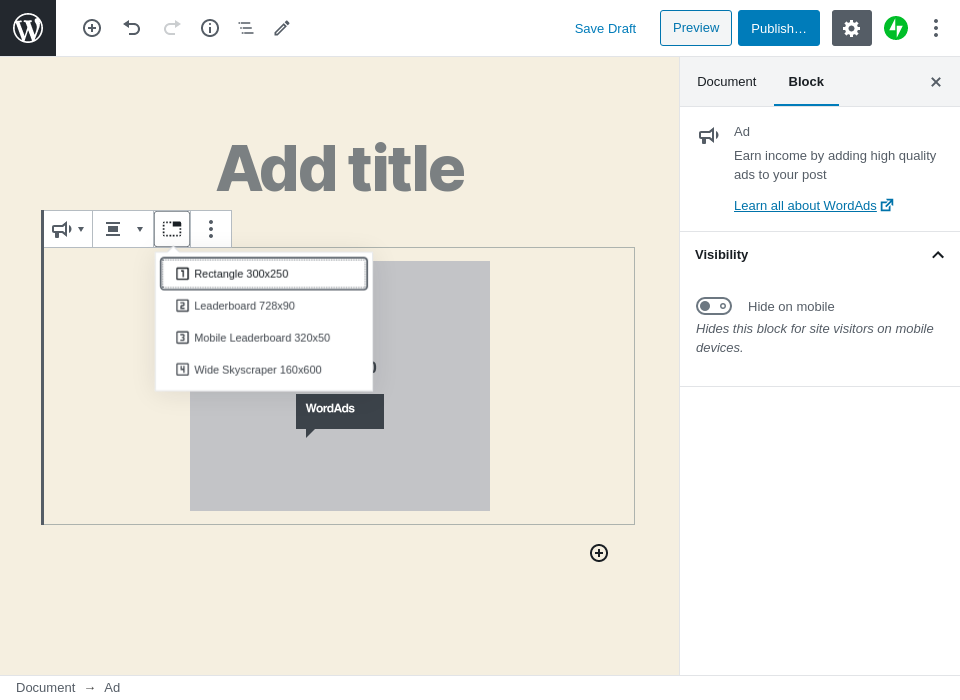 Save Draft
Preview
Publish…
Document
Block
Ad
Earn income by adding high quality
ads to your post
Learn all about WordAds
Visibility
Hide on mobile
Hides this block for site visitors on mobile
devices.
Add title
1 Rectangle 300x250
2 Leaderboard 728x90
3 Mobile Leaderboard 320x50
4 Wide Skyscraper 160x600
WordAds
Document → Ad